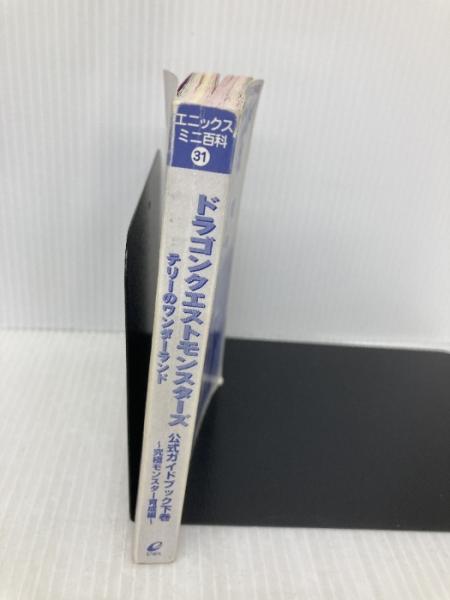 エニックス
ミニ百科
31
ドラゴンクエストモンスターズ
テリーのワンダーランド
公式ガイドブック下巻
〜究極モンスター育成編〜